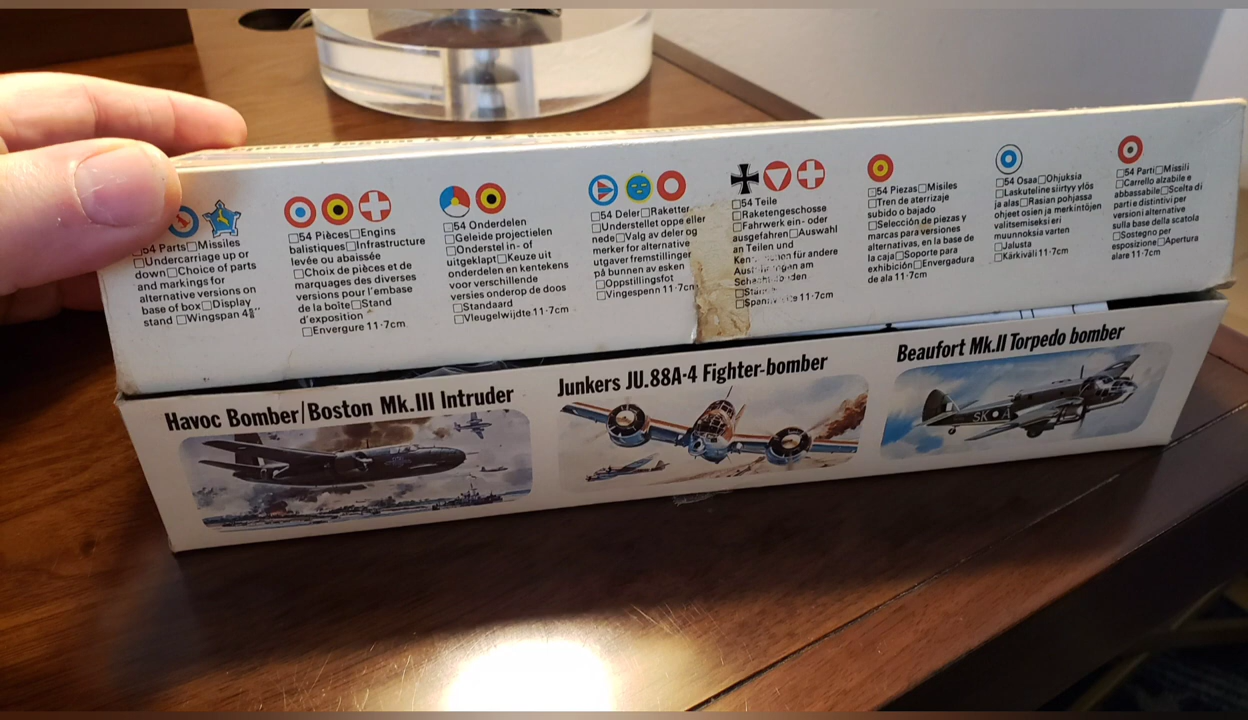 54 Parts□Missiles
□Undercarriage up or
down□Choice of parts
and markings for
alternative versions on
base of box□Display
stand □Wingspan
□54 Pièces□Engins
balistiques□Infrastructure
levée ou abaissée
□Choix de pièces et de
marquages des diverses
versions pour l'embase
de la boîte□Stand
d'exposition
□Envergure 11·7cm
□54 Onderdelen
□Geleide projectielen
□Onderstel in- of
uitgeklapt□Keuze uit
onderdelen en kentekens
voor verschillende
versies onderop de doos
□Standaard
□Vleugelwijdte 11·7cm
□54 Deler□Raketter
□Understellet oppe eller
nede□Valg av deler og
merker for alternative
utgaver fremstillinger
på bunnen av esken
□Oppstillingsfot
□Vingespenn 11·7cm
□54 Teile
□Raketengeschosse
□Fahrwerk ein- oder
ausgefahren□Auswahl
an Teilen und
für andere
am
□
□ 11·7cm
□54 Piezas□Misiles
□Tren de aterrizaje
subido o bajado
□Selección de piezas y
marcas para versiones
alternativas, en la base de
la caja□Soporte para
exhibición□Envergadura
de ala 11·7cm
□54 Osaa□Ohjuksia
□Laskuteline siirtyy ylös
ja alas□Rasian pohjassa
ohjeet osien ja merkintöjen
valitsemiseksi eri
muunnoksia varten
□Jalusta
□Kärkiväli 11·7cm
□54 Parti□Missili
□Carrello alzabile e
abbassabile□Scelta di
parti e distintivi per
versioni alternative
sulla base della scatola
□Sostegno per
esposizione□Apertura
alare 11·7cm
Havoc Bomber/Boston Mk.III Intruder
Junkers JU.88A-4 Fighter-bomber
Beaufort Mk.II Torpedo bomber
SK A